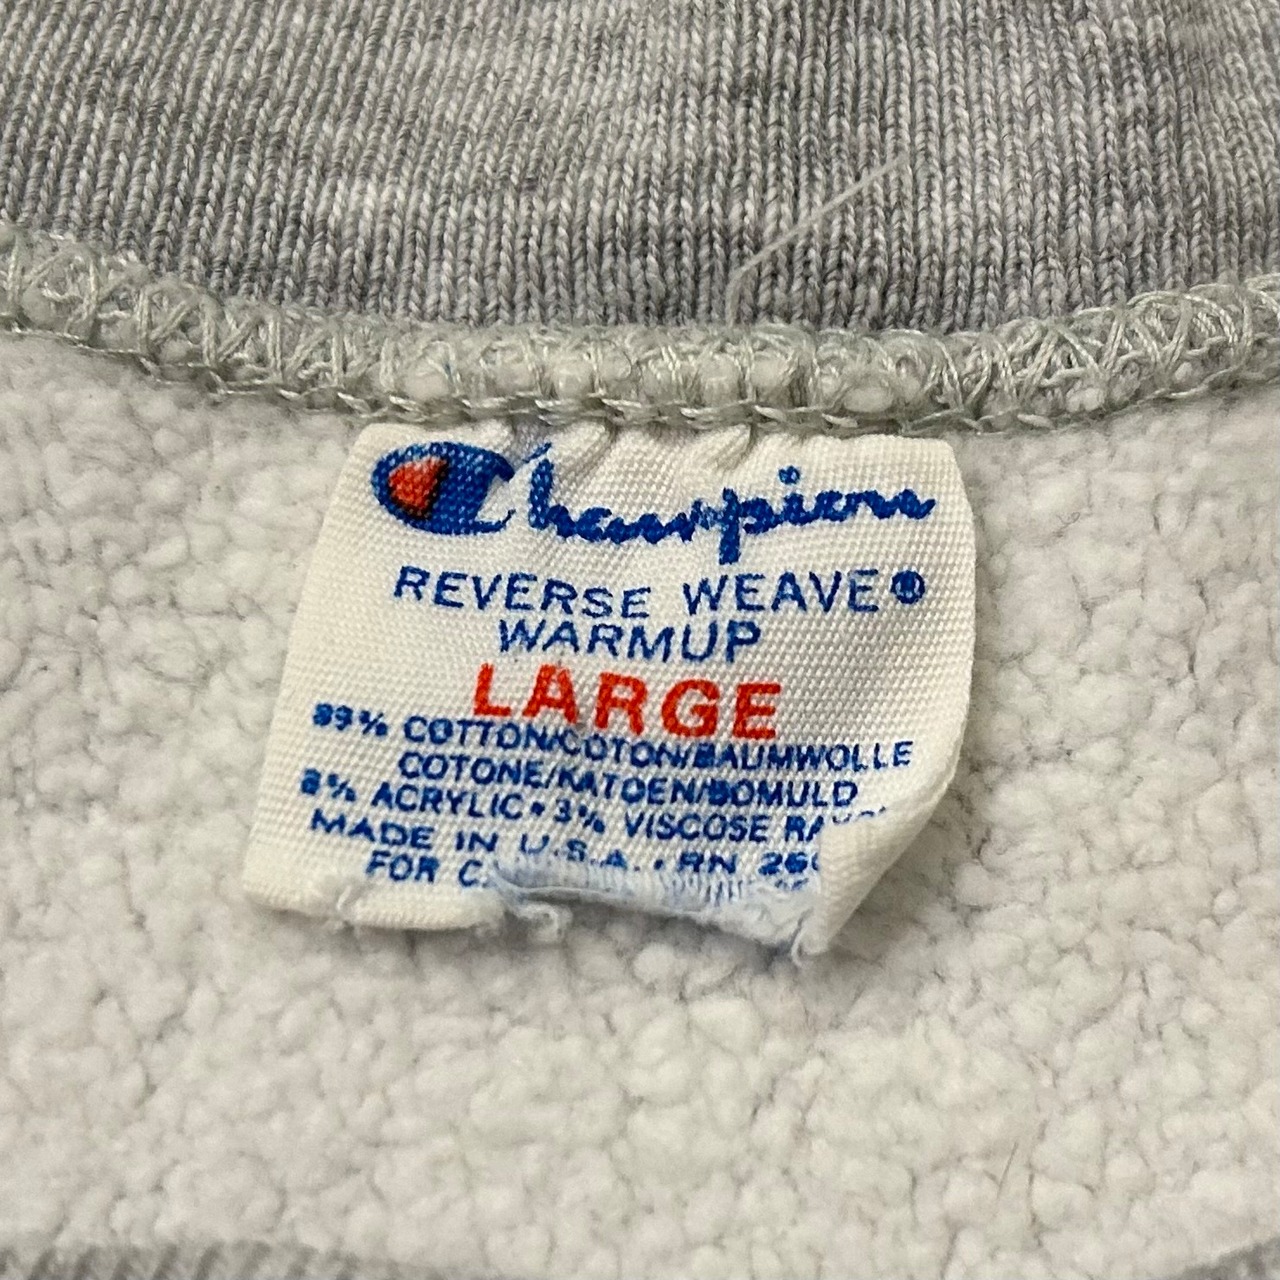 Champion
REVERSE WEAVE®
WARMUP
LARGE
89% COTTON/COTON/BAUMWOLLE
COTONE/KATOEN/BOMULD
8% ACRYLIC • 3% VISCOSE
MADE IN U.S.A. • RN
FOR